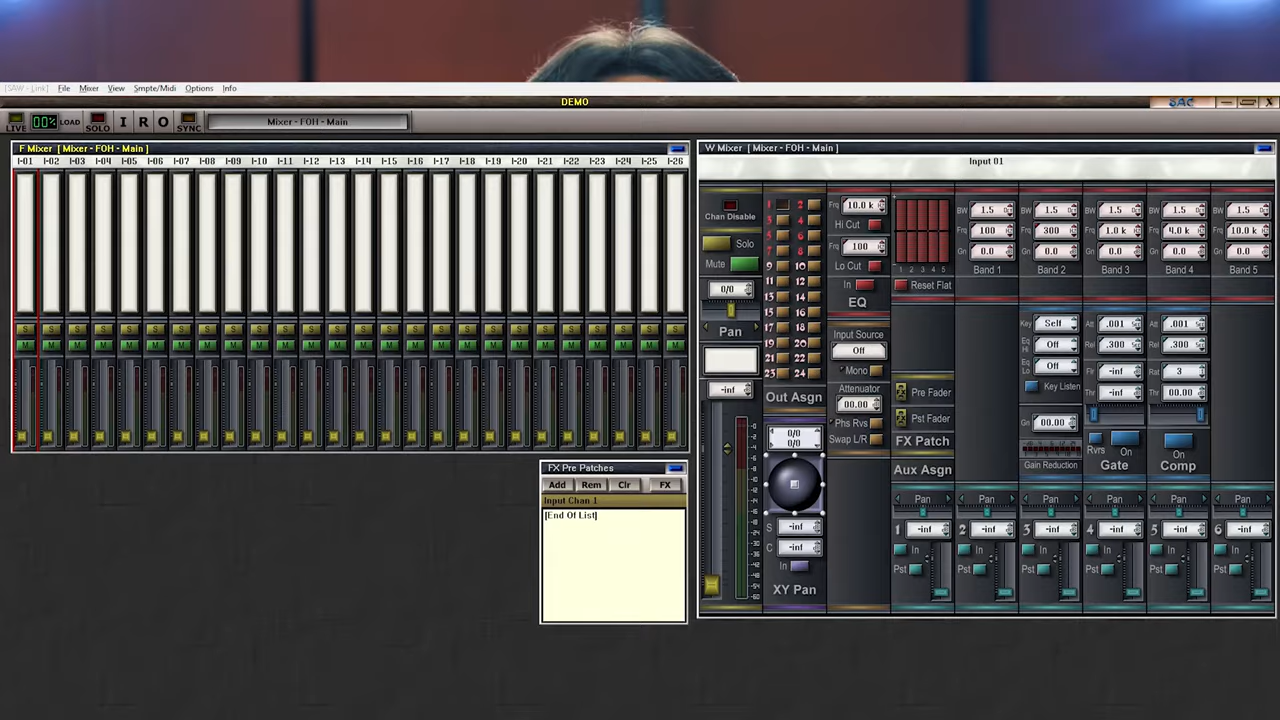 [SAW - Link] File Mixer View Smpte/Midi Options Info
DEMO
SAC
LIVE 00% LOAD SOLO I R O SYNC Mixer - FOH - Main
F Mixer [ Mixer - FOH - Main ]
I-01 I-02 I-03 I-04 I-05 I-06 I-07 I-08 I-09 I-10 I-11 I-12 I-13 I-14 I-15 I-16 I-17 I-18 I-19 I-20 I-21 I-22 I-23 I-24 I-25 I-26
S S S S S S S S S S S S S S S S S S S S S S S S S S
M M M M M M M M M M M M M M M M M M M M M M M M M M
FX Pre Patches
Add Rem Clr FX
Input Chan 1
[End Of List]
W Mixer [ Mixer - FOH - Main ]
Input 01
Chan Disable
Solo
Mute
0/0
Pan
-inf
1 2
3 4
5 6
7 8
9 10
11 12
13 14
15 16
17 18
19 20
21 22
23 24
Out Asgn
0/0
0/0
S -inf
C -inf
In
XY Pan
Frq 10.0 k
Hi Cut
Frq 100
Lo Cut
In
EQ
Input Source
Off
Mono
Attenuator
00.00
Phs Rvs
Swap L/R
1 2 3 4 5
Reset Flat
Pre Fader
Pst Fader
FX Patch
Aux Asgn
BW 1.5 BW 1.5 BW 1.5 BW 1.5 BW 1.5
Frq 100 Frq 300 Frq 1.0 k Frq 4.0 k Frq 10.0 k
Gn 0.0 Gn 0.0 Gn 0.0 Gn 0.0 Gn 0.0
Band 1 Band 2 Band 3 Band 4 Band 5
Key Self Att .001 Att .001
Eq Hi Off Rel .300 Rel .300
Eq Lo Off Flr -inf Rat 3
Key Listen Thr -inf Thr 00.00
Gn 00.00
Rvrs On On
Gain Reduction Gate Comp
Pan Pan Pan Pan Pan Pan
1 -inf 2 -inf 3 -inf 4 -inf 5 -inf 6 -inf
In In In In In In
Pst Pst Pst Pst Pst Pst